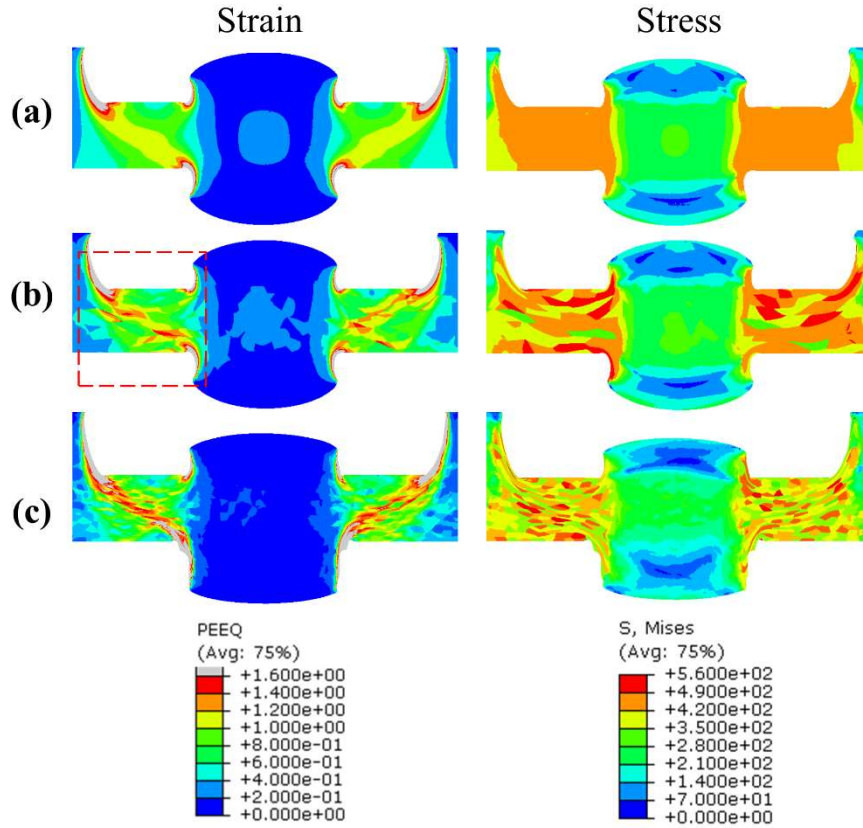 Strain Stress
(a)
(b)
(c)
PEEQ
(Avg: 75%)
+1.600e+00
+1.400e+00
+1.200e+00
+1.000e+00
+8.000e-01
+6.000e-01
+4.000e-01
+2.000e-01
+0.000e+00
S, Mises
(Avg: 75%)
+5.600e+02
+4.900e+02
+4.200e+02
+3.500e+02
+2.800e+02
+2.100e+02
+1.400e+02
+7.000e+01
+0.000e+00